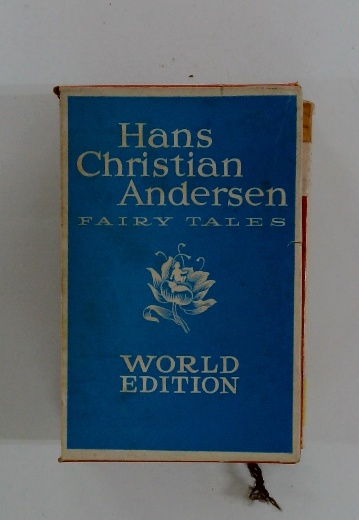 Hans
Christian
Andersen
FAIRY TALES
WORLD
EDITION